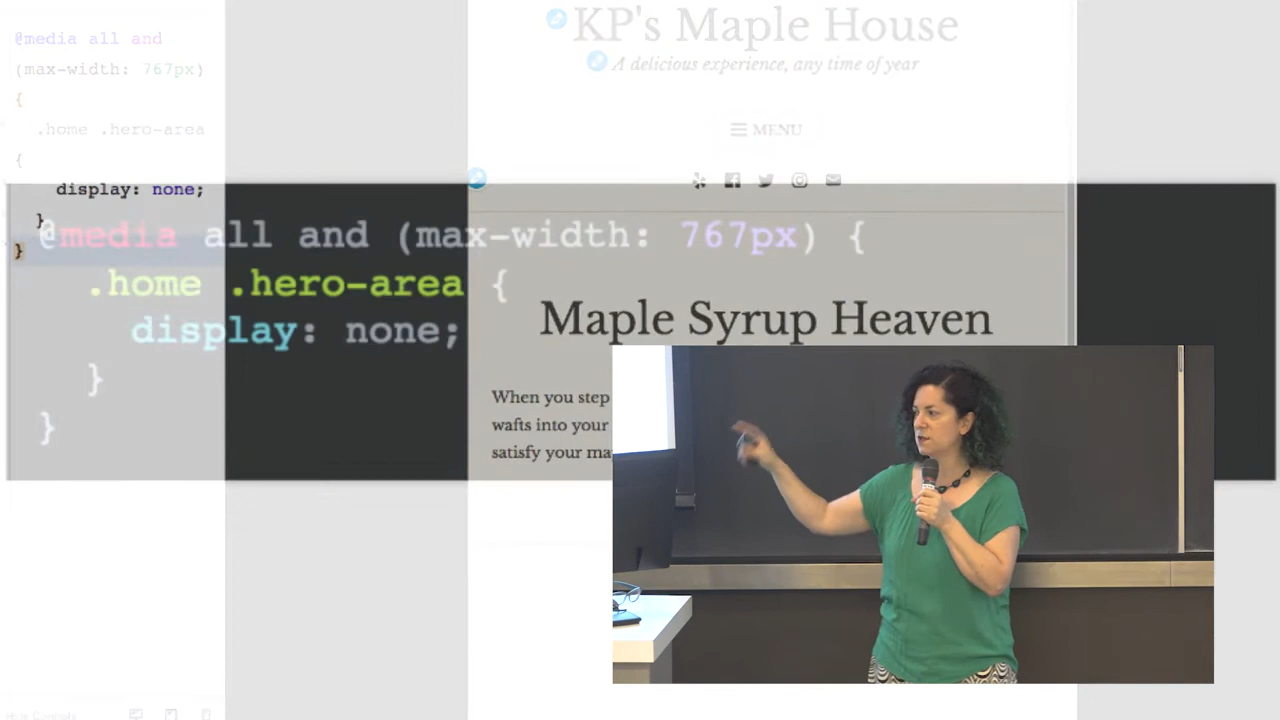 @media all and
(max-width: 767px)
{
.home .hero-area
{
display: none;
}
}
KP's Maple House
A delicious experience, any time of year
MENU
@media all and (max-width: 767px) {
.home .hero-area {
display: none;
}
}
Maple Syrup Heaven
When you step
wafts into your
satisfy your ma
Hide Controls